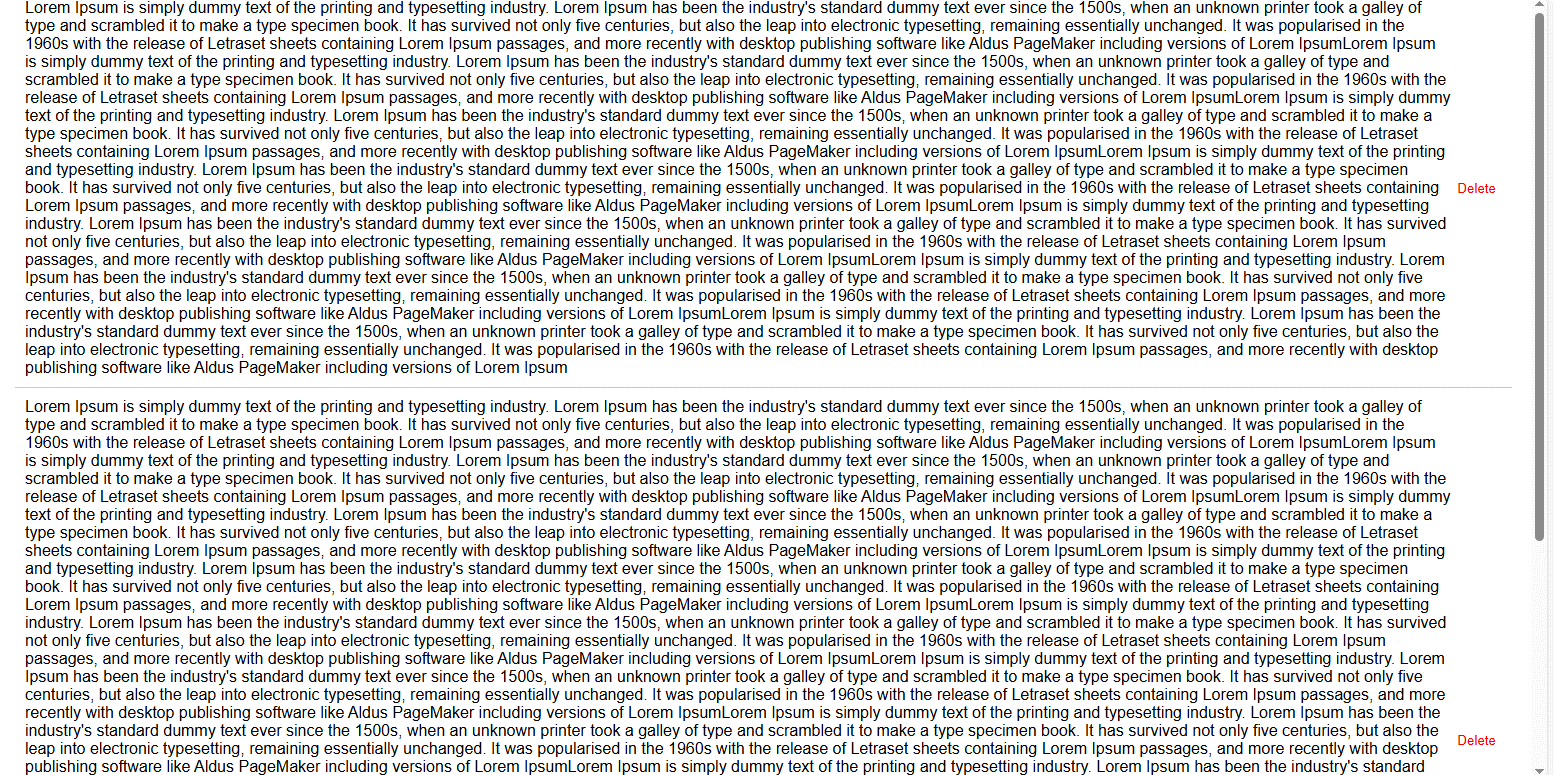 Lorem Ipsum is simply dummy text of the printing and typesetting industry. Lorem Ipsum has been the industry's standard dummy text ever since the 1500s, when an unknown printer took a galley of
type and scrambled it to make a type specimen book. It has survived not only five centuries, but also the leap into electronic typesetting, remaining essentially unchanged. It was popularised in the
1960s with the release of Letraset sheets containing Lorem Ipsum passages, and more recently with desktop publishing software like Aldus PageMaker including versions of Lorem IpsumLorem Ipsum
is simply dummy text of the printing and typesetting industry. Lorem Ipsum has been the industry's standard dummy text ever since the 1500s, when an unknown printer took a galley of type and
scrambled it to make a type specimen book. It has survived not only five centuries, but also the leap into electronic typesetting, remaining essentially unchanged. It was popularised in the 1960s with the
release of Letraset sheets containing Lorem Ipsum passages, and more recently with desktop publishing software like Aldus PageMaker including versions of Lorem IpsumLorem Ipsum is simply dummy
text of the printing and typesetting industry. Lorem Ipsum has been the industry's standard dummy text ever since the 1500s, when an unknown printer took a galley of type and scrambled it to make a
type specimen book. It has survived not only five centuries, but also the leap into electronic typesetting, remaining essentially unchanged. It was popularised in the 1960s with the release of Letraset
sheets containing Lorem Ipsum passages, and more recently with desktop publishing software like Aldus PageMaker including versions of Lorem IpsumLorem Ipsum is simply dummy text of the printing
and typesetting industry. Lorem Ipsum has been the industry's standard dummy text ever since the 1500s, when an unknown printer took a galley of type and scrambled it to make a type specimen
book. It has survived not only five centuries, but also the leap into electronic typesetting, remaining essentially unchanged. It was popularised in the 1960s with the release of Letraset sheets containing
Delete
Lorem Ipsum passages, and more recently with desktop publishing software like Aldus PageMaker including versions of Lorem IpsumLorem Ipsum is simply dummy text of the printing and typesetting
industry. Lorem Ipsum has been the industry's standard dummy text ever since the 1500s, when an unknown printer took a galley of type and scrambled it to make a type specimen book. It has survived
not only five centuries, but also the leap into electronic typesetting, remaining essentially unchanged. It was popularised in the 1960s with the release of Letraset sheets containing Lorem Ipsum
passages, and more recently with desktop publishing software like Aldus PageMaker including versions of Lorem IpsumLorem Ipsum is simply dummy text of the printing and typesetting industry. Lorem
Ipsum has been the industry's standard dummy text ever since the 1500s, when an unknown printer took a galley of type and scrambled it to make a type specimen book. It has survived not only five
centuries, but also the leap into electronic typesetting, remaining essentially unchanged. It was popularised in the 1960s with the release of Letraset sheets containing Lorem Ipsum passages, and more
recently with desktop publishing software like Aldus PageMaker including versions of Lorem IpsumLorem Ipsum is simply dummy text of the printing and typesetting industry. Lorem Ipsum has been the
industry's standard dummy text ever since the 1500s, when an unknown printer took a galley of type and scrambled it to make a type specimen book. It has survived not only five centuries, but also the
leap into electronic typesetting, remaining essentially unchanged. It was popularised in the 1960s with the release of Letraset sheets containing Lorem Ipsum passages, and more recently with desktop
publishing software like Aldus PageMaker including versions of Lorem Ipsum
Lorem Ipsum is simply dummy text of the printing and typesetting industry. Lorem Ipsum has been the industry's standard dummy text ever since the 1500s, when an unknown printer took a galley of
type and scrambled it to make a type specimen book. It has survived not only five centuries, but also the leap into electronic typesetting, remaining essentially unchanged. It was popularised in the
1960s with the release of Letraset sheets containing Lorem Ipsum passages, and more recently with desktop publishing software like Aldus PageMaker including versions of Lorem IpsumLorem Ipsum
is simply dummy text of the printing and typesetting industry. Lorem Ipsum has been the industry's standard dummy text ever since the 1500s, when an unknown printer took a galley of type and
scrambled it to make a type specimen book. It has survived not only five centuries, but also the leap into electronic typesetting, remaining essentially unchanged. It was popularised in the 1960s with the
release of Letraset sheets containing Lorem Ipsum passages, and more recently with desktop publishing software like Aldus PageMaker including versions of Lorem IpsumLorem Ipsum is simply dummy
text of the printing and typesetting industry. Lorem Ipsum has been the industry's standard dummy text ever since the 1500s, when an unknown printer took a galley of type and scrambled it to make a
type specimen book. It has survived not only five centuries, but also the leap into electronic typesetting, remaining essentially unchanged. It was popularised in the 1960s with the release of Letraset
sheets containing Lorem Ipsum passages, and more recently with desktop publishing software like Aldus PageMaker including versions of Lorem IpsumLorem Ipsum is simply dummy text of the printing
and typesetting industry. Lorem Ipsum has been the industry's standard dummy text ever since the 1500s, when an unknown printer took a galley of type and scrambled it to make a type specimen
book. It has survived not only five centuries, but also the leap into electronic typesetting, remaining essentially unchanged. It was popularised in the 1960s with the release of Letraset sheets containing
Lorem Ipsum passages, and more recently with desktop publishing software like Aldus PageMaker including versions of Lorem IpsumLorem Ipsum is simply dummy text of the printing and typesetting
industry. Lorem Ipsum has been the industry's standard dummy text ever since the 1500s, when an unknown printer took a galley of type and scrambled it to make a type specimen book. It has survived
not only five centuries, but also the leap into electronic typesetting, remaining essentially unchanged. It was popularised in the 1960s with the release of Letraset sheets containing Lorem Ipsum
passages, and more recently with desktop publishing software like Aldus PageMaker including versions of Lorem IpsumLorem Ipsum is simply dummy text of the printing and typesetting industry. Lorem
Ipsum has been the industry's standard dummy text ever since the 1500s, when an unknown printer took a galley of type and scrambled it to make a type specimen book. It has survived not only five
centuries, but also the leap into electronic typesetting, remaining essentially unchanged. It was popularised in the 1960s with the release of Letraset sheets containing Lorem Ipsum passages, and more
recently with desktop publishing software like Aldus PageMaker including versions of Lorem IpsumLorem Ipsum is simply dummy text of the printing and typesetting industry. Lorem Ipsum has been the
industry's standard dummy text ever since the 1500s, when an unknown printer took a galley of type and scrambled it to make a type specimen book. It has survived not only five centuries, but also the
Delete
leap into electronic typesetting, remaining essentially unchanged. It was popularised in the 1960s with the release of Letraset sheets containing Lorem Ipsum passages, and more recently with desktop
publishing software like Aldus PageMaker including versions of Lorem IpsumLorem Ipsum is simply dummy text of the printing and typesetting industry. Lorem Ipsum has been the industry's standard